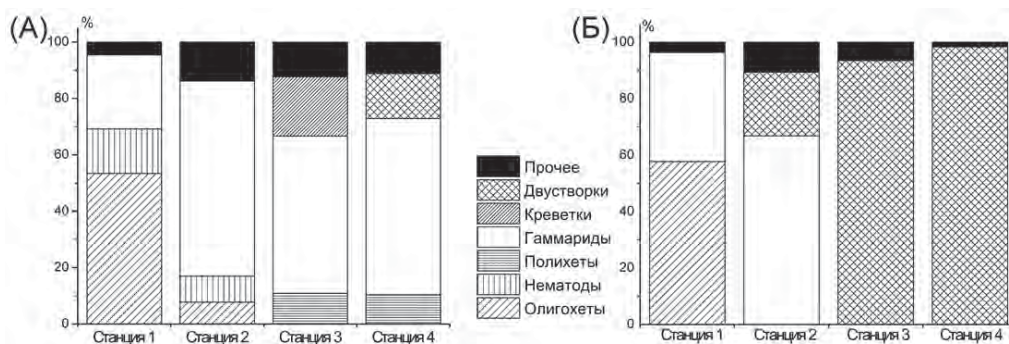 (А)
%
100
80
60
40
20
0
Станция 1 Станция 2 Станция 3 Станция 4
Прочее
Двустворки
Креветки
Гаммариды
Полихеты
Нематоды
Олигохеты
(Б)
%
100
80
60
40
20
0
Станция 1 Станция 2 Станция 3 Станция 4